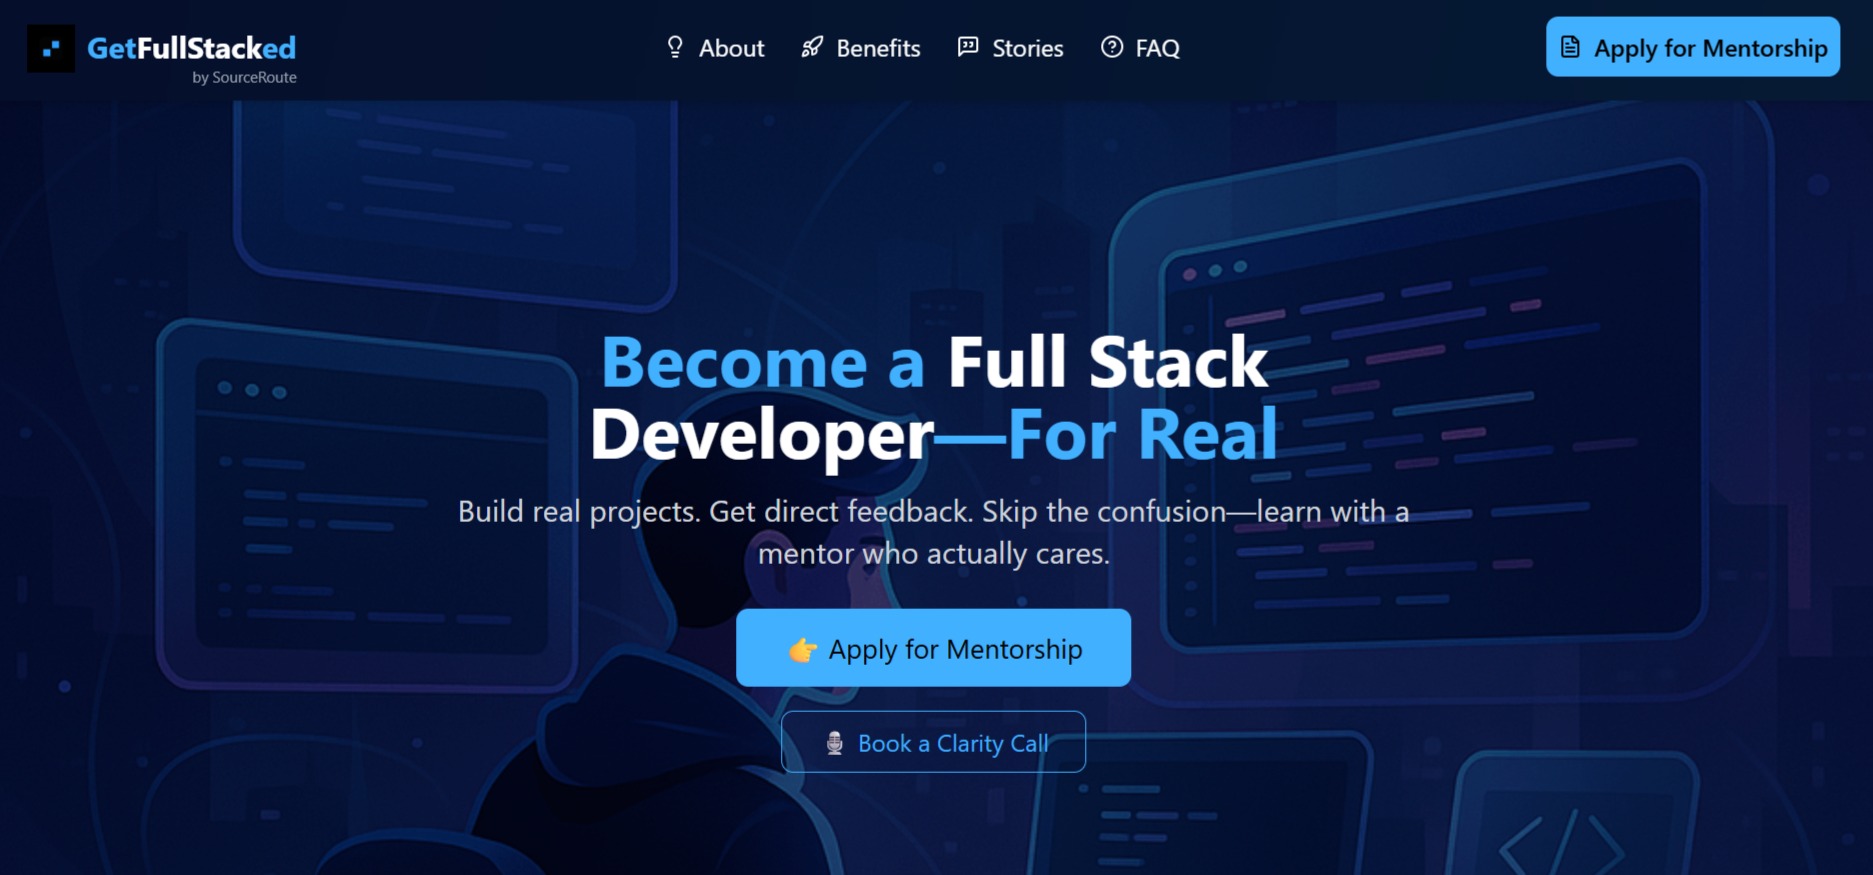 GetFullStacked
by SourceRoute
About
Benefits
Stories
FAQ
Apply for Mentorship
Become a Full Stack
Developer—For Real
Build real projects. Get direct feedback. Skip the confusion—learn with a
mentor who actually cares.
👉 Apply for Mentorship
🎙️ Book a Clarity Call